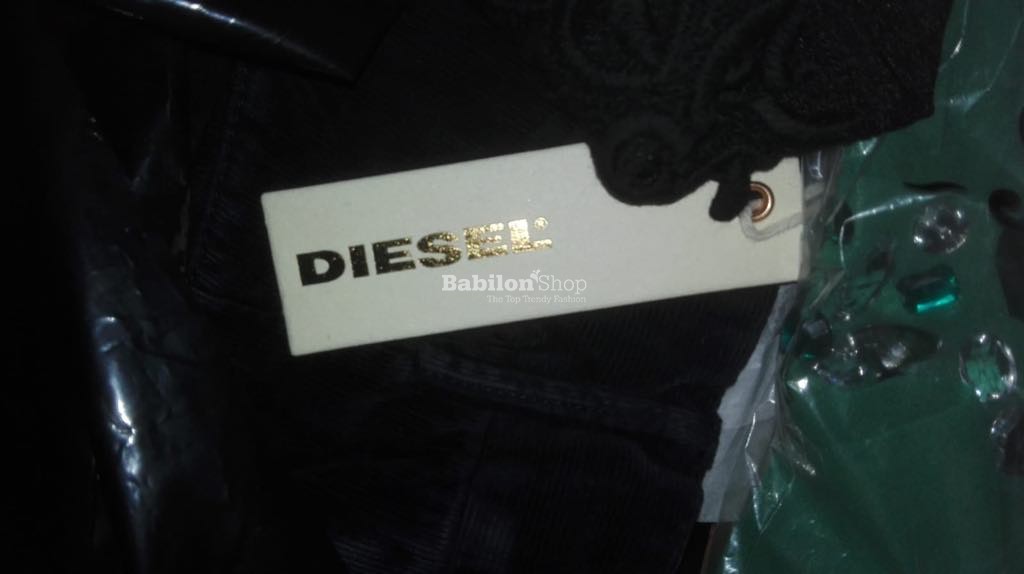 DIESEL®
BabilonShop
The Top Trendy Fashion